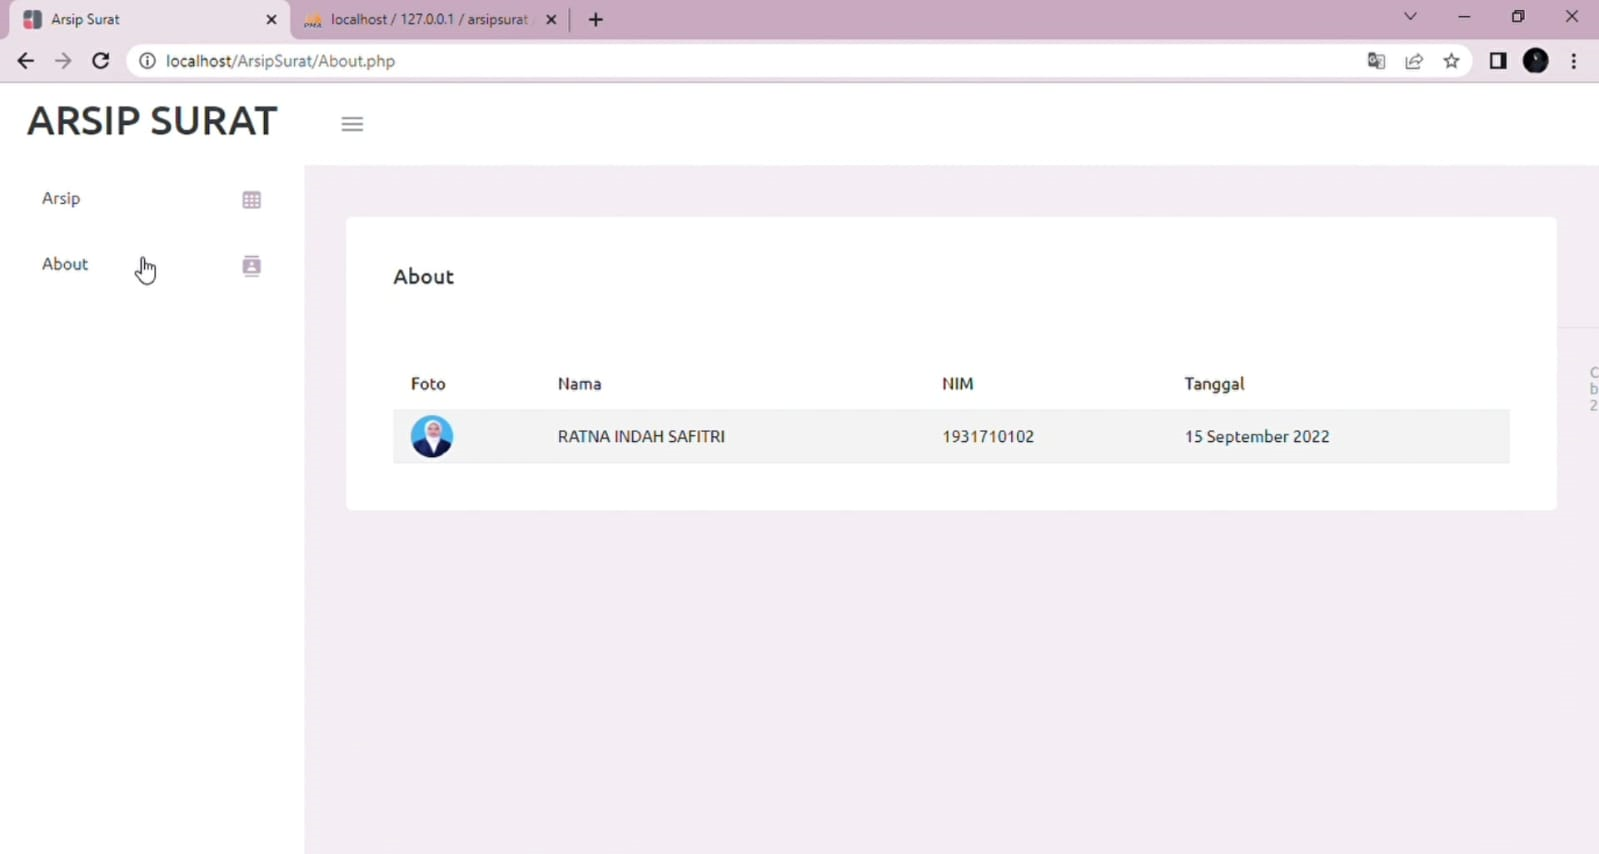 Arsip Surat
localhost / 127.0.0.1 / arsipsurat
localhost/ArsipSurat/About.php
ARSIP SURAT
Arsip
About
About
Foto Nama NIM Tanggal
RATNA INDAH SAFITRI 1931710102 15 September 2022